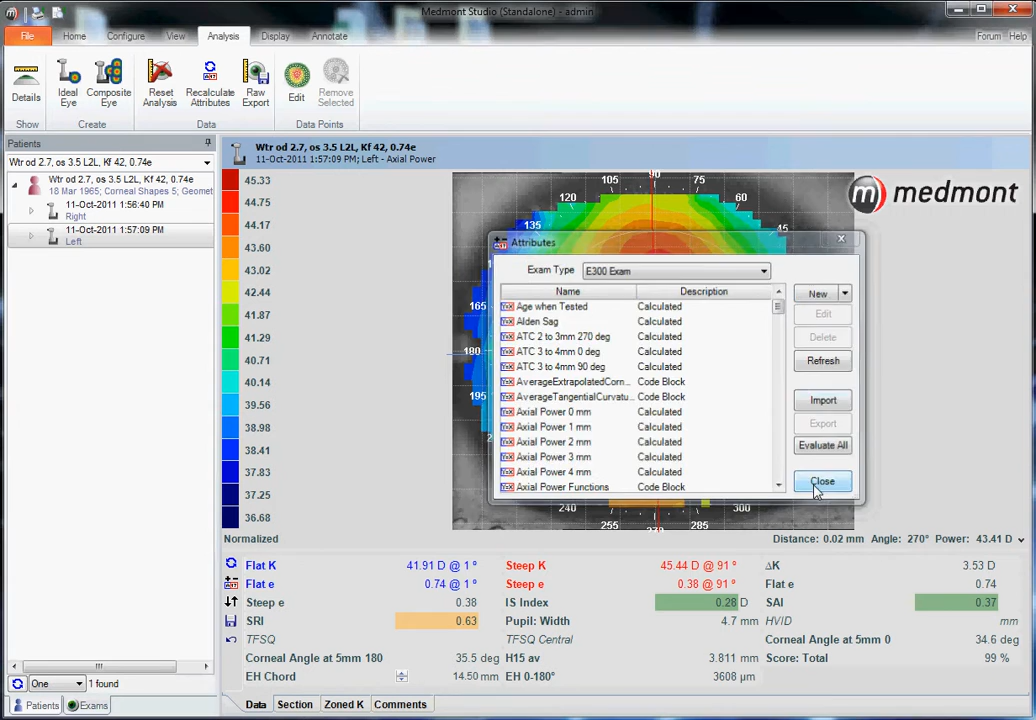 Medmont Studio (Standalone) - admin
File Home Configure View Analysis Display Annotate Forum Help
Details
Ideal Eye
Composite Eye
Reset Analysis
Recalculate Attributes
Raw Export
Edit
Remove Selected
Show Create Data Data Points
Patients
Wtr od 2.7, os 3.5 L2L, Kf 42, 0.74e
Wtr od 2.7, os 3.5 L2L, Kf 42, 0.74e
18 Mar 1965; Corneal Shapes 5; Geomet
11-Oct-2011 1:56:40 PM
Right
11-Oct-2011 1:57:09 PM
Left
One 1 found
Patients Exams
Wtr od 2.7, os 3.5 L2L, Kf 42, 0.74e
11-Oct-2011 1:57:09 PM; Left - Axial Power
medmont
45.33
44.75
44.17
43.60
43.02
42.44
41.87
41.29
40.71
40.14
39.56
38.98
38.41
37.83
37.25
36.68
105 90 75
120
135 45
165
180
195
240 300
255 270 285
Attributes
Exam Type E300 Exam
Name Description
Age when Tested Calculated
Alden Sag Calculated
ATC 2 to 3mm 270 deg Calculated
ATC 3 to 4mm 0 deg Calculated
ATC 3 to 4mm 90 deg Calculated
AverageExtrapolatedCorn... Code Block
AverageTangentialCurvatu... Code Block
Axial Power 0 mm Calculated
Axial Power 1 mm Calculated
Axial Power 2 mm Calculated
Axial Power 3 mm Calculated
Axial Power 4 mm Calculated
Axial Power Functions Code Block
New
Edit
Delete
Refresh
Import
Export
Evaluate All
Close
Normalized Distance: 0.02 mm Angle: 270° Power: 43.41 D
Flat K 41.91 D @ 1 º Steep K 45.44 D @ 91 º ΔK 3.53 D
Flat e 0.74 @ 1 º Steep e 0.38 @ 91 º Flat e 0.74
Steep e 0.38 IS Index 0.28 D SAI 0.37
SRI 0.63 Pupil: Width 4.7 mm HVID mm
TFSQ TFSQ Central Corneal Angle at 5mm 0 34.6 deg
Corneal Angle at 5mm 180 35.5 deg H15 av 3.811 mm Score: Total 99 %
EH Chord 14.50 mm EH 0-180° 3608 µm
Data Section Zoned K Comments